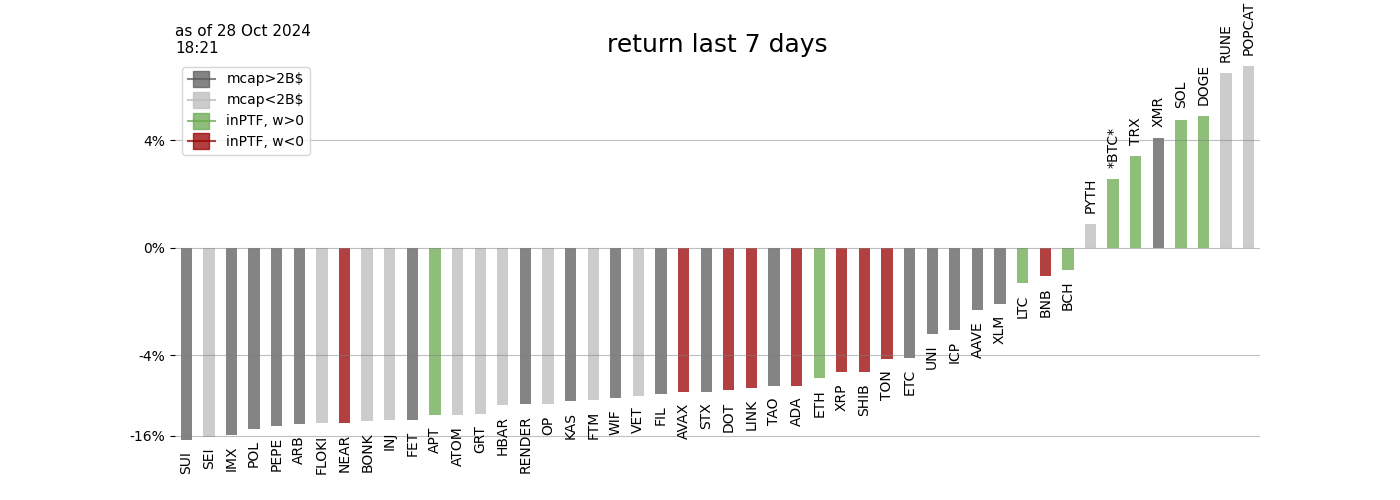 as of 28 Oct 2024
18:21
return last 7 days
mcap>2B$
mcap<2B$
inPTF, w>0
inPTF, w<0
4%
0%
-4%
-16%
SUI
SEI
IMX
POL
PEPE
ARB
FLOKI
NEAR
BONK
INJ
FET
APT
ATOM
GRT
HBAR
RENDER
OP
KAS
FTM
WIF
VET
FIL
AVAX
STX
DOT
LINK
TAO
ADA
ETH
XRP
SHIB
TON
ETC
UNI
ICP
AAVE
XLM
LTC
BNB
BCH
PYTH
*BTC*
TRX
XMR
SOL
DOGE
RUNE
POPCAT